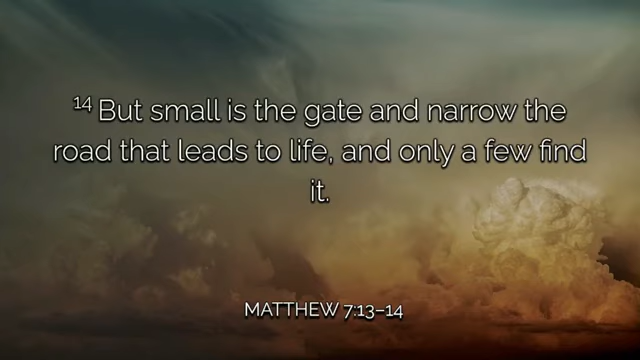 14 But small is the gate and narrow the
road that leads to life, and only a few find
it.
MATTHEW 7:13–14